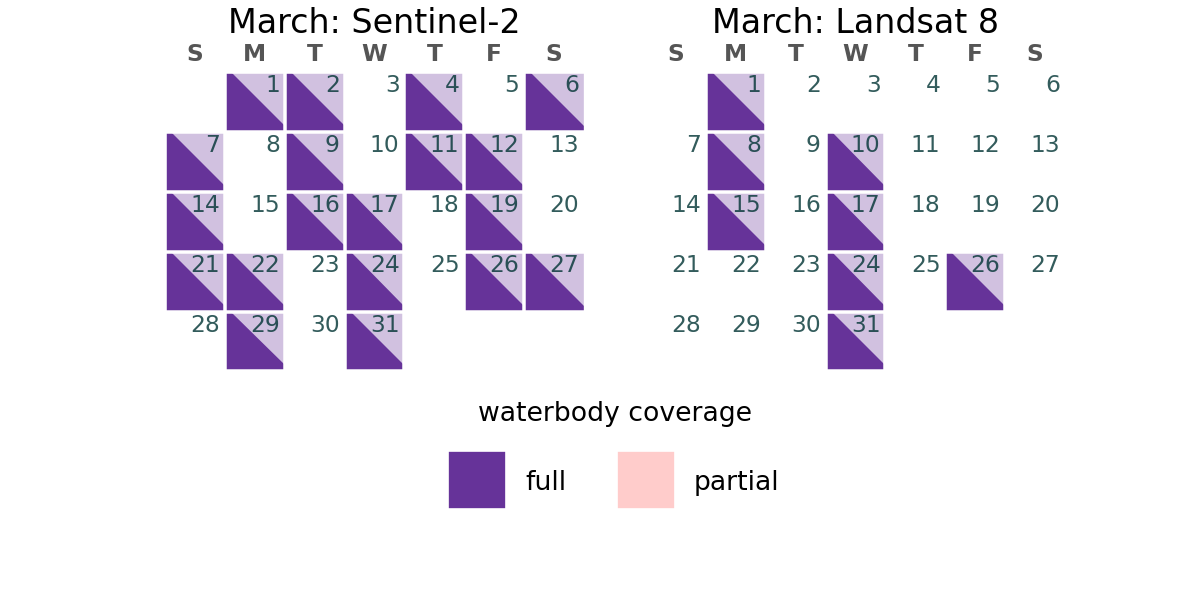 March: Sentinel-2
S M T W T F S
1 2 3 4 5 6
7 8 9 10 11 12 13
14 15 16 17 18 19 20
21 22 23 24 25 26 27
28 29 30 31
March: Landsat 8
S M T W T F S
1 2 3 4 5 6
7 8 9 10 11 12 13
14 15 16 17 18 19 20
21 22 23 24 25 26 27
28 29 30 31
waterbody coverage
full partial